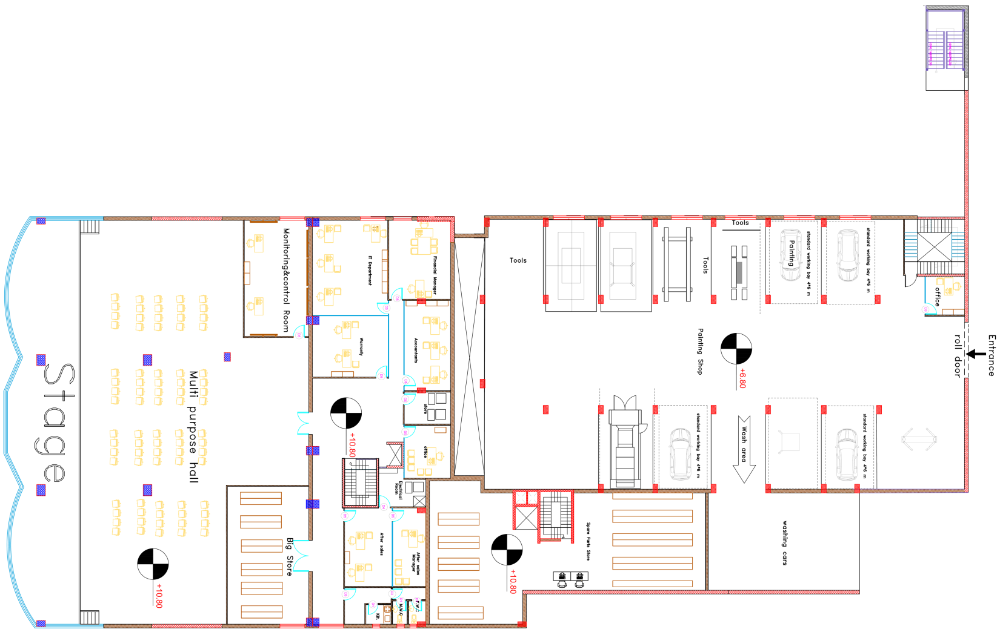 Entrance
roll door
office
standard working bay 4*6 m
standard working bay 4*6 m
Painting
Tools
Tools
Tools
Painting Shop
+6.80
Wash area
standard working bay 4*6 m
standard working bay 4*6 m
washing cars
Spare Parts Store
+10.80
Financial Manager
IT Department
Monitoring&control Room
Warranty
Accountants
store
office
+10.80
Electrical
Room
After sales
After sales
Manager
F.W.C
M.W.C
Kit.
Big Store
Multi purpose hall
+10.80
Stage